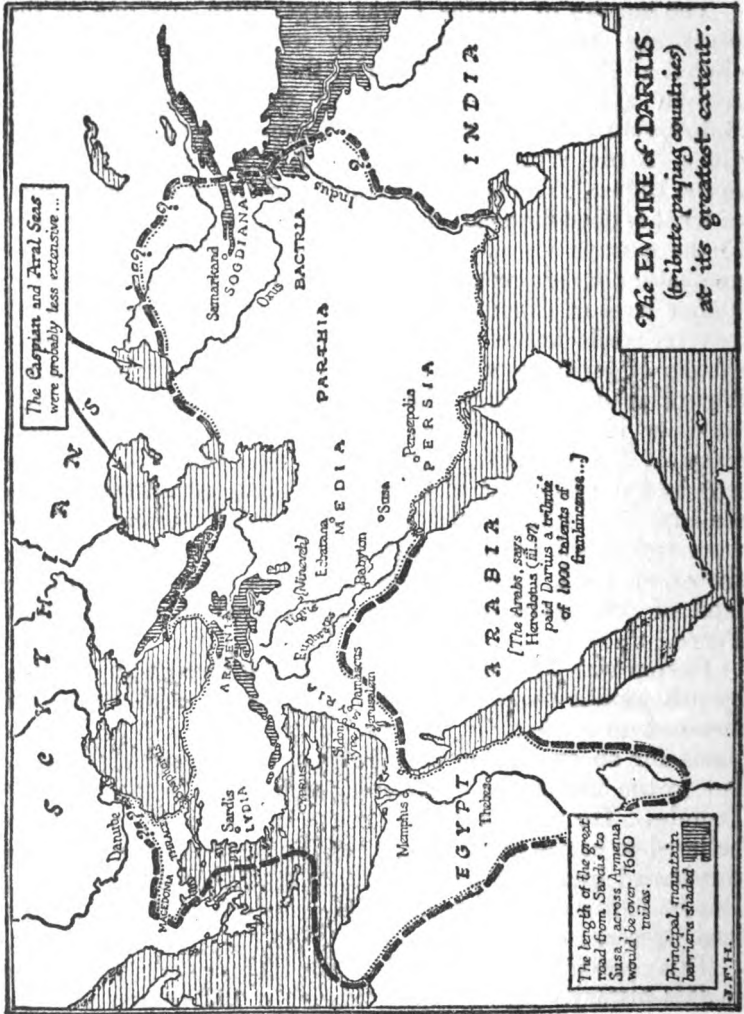 The EMPIRE of DARIUS
(tribute-paying countries)
at its greatest extent.
The Caspian and Aral Seas
were probably less extensive...
S C Y T H I A N S
Danube
MACEDONIA
THRACE
Bosphorus
Sardis
LYDIA
CYPRUS
ARMENIA
Tigris
(Nineveh)
Euphrates
Ecbatana
MEDIA
Babylon
Susa
Persepolis
PERSIA
PARTHIA
BACTRIA
Samarkand
SOGDIANA
Oxus
Indus
INDIA
SYRIA
Sidon
Tyre
Damascus
Jerusalem
Memphis
EGYPT
Thebes
ARABIA
[The Arabs, says
Herodotus (iii.97)
paid Darius a tribute
of 1000 talents of
frankincense...]
?
?
?
?
??
The length of the great
road from Sardis to
Susa, across Armenia,
would be over 1600
miles.
Principal mountain
barriers shaded
J.F.H.